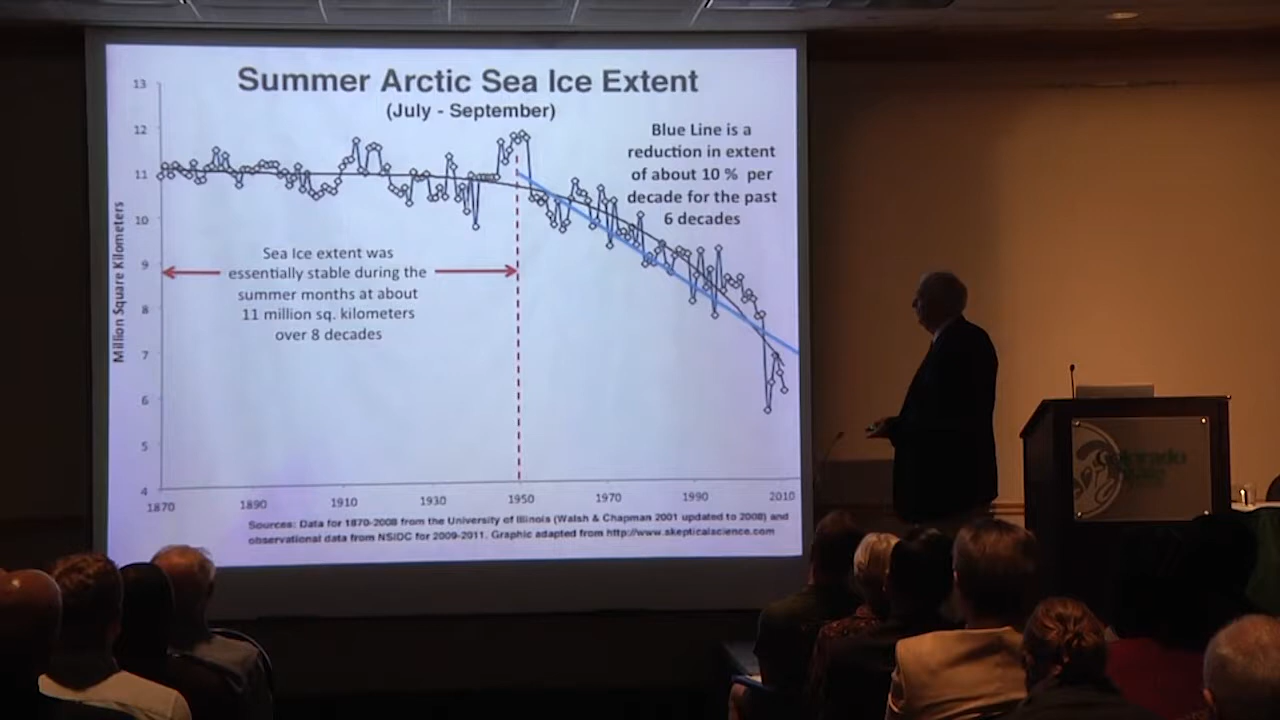 Summer Arctic Sea Ice Extent
(July - September)
Blue Line is a
reduction in extent
of about 10 % per
decade for the past
6 decades
Sea Ice extent was
essentially stable during the
summer months at about
11 million sq. kilometers
over 8 decades
Million Square Kilometers
13
12
11
10
9
8
7
6
5
4
1870
1890
1910
1930
1950
1970
1990
2010
Sources: Data for 1870-2008 from the University of Illinois (Walsh & Chapman 2001 updated to 2008) and
observational data from NSIDC for 2009-2011. Graphic adapted from http://www.skepticalscience.com
Colorado